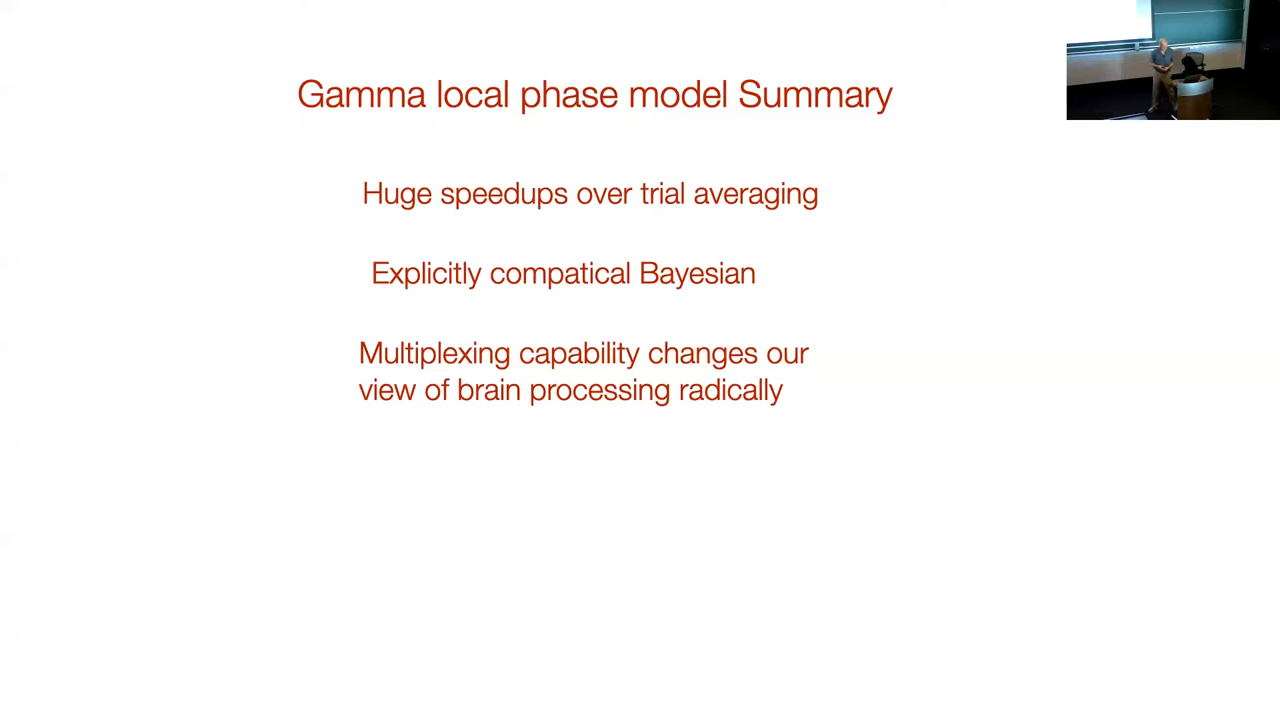 Gamma local phase model Summary
Huge speedups over trial averaging
Explicitly compatical Bayesian
Multiplexing capability changes our
view of brain processing radically